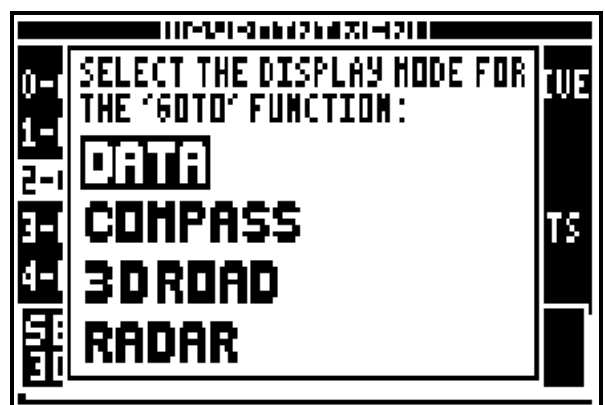 SELECT THE DISPLAY MODE FOR
THE 'GOTO' FUNCTION:
DATA
COMPASS
3D ROAD
RADAR